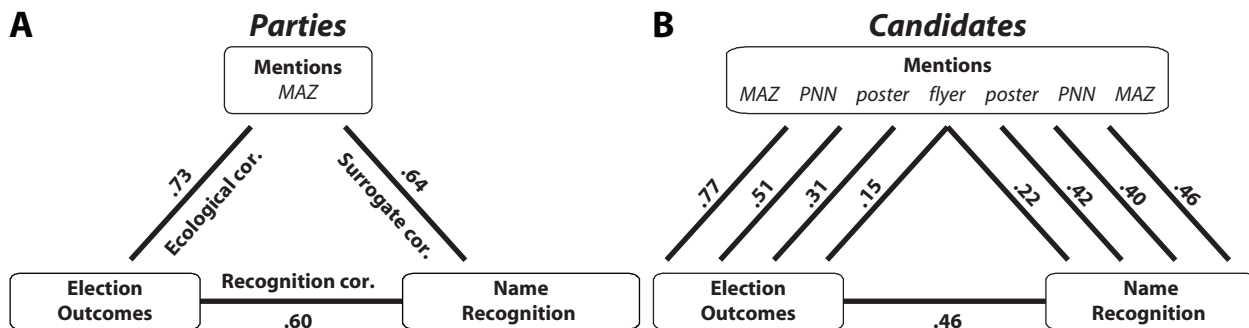 A
Parties
Mentions
MAZ
.73
Ecological cor.
.64
Surrogate cor.
Election
Outcomes
Recognition cor.
.60
Name
Recognition
B
Candidates
Mentions
MAZ PNN poster flyer poster PNN MAZ
.77
.51
.31
.15
.22
.42
.40
.46
Election
Outcomes
.46
Name
Recognition